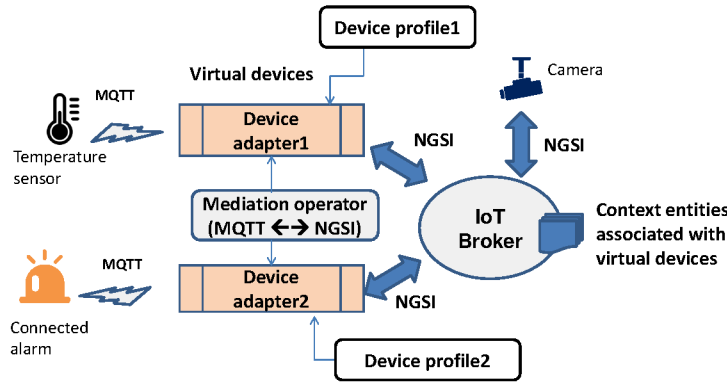 Device profile1
Virtual devices
Camera
MQTT
Device
adapter1
NGSI
NGSI
Temperature
sensor
Mediation operator
(MQTT ←→ NGSI)
IoT
Broker
Context entities
associated with
virtual devices
MQTT
Device
adapter2
NGSI
Connected
alarm
Device profile2